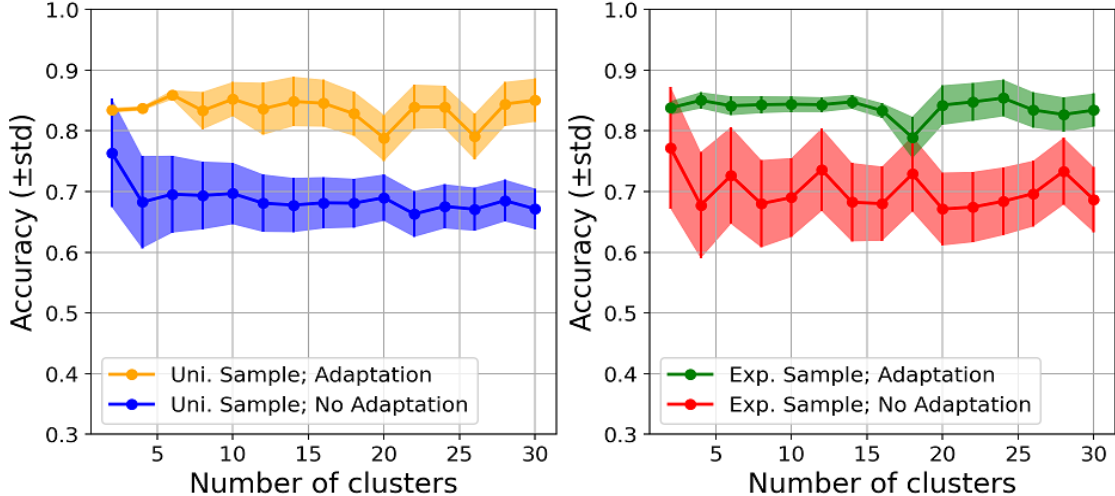 1.0
0.9
0.8
0.7
0.6
0.5
0.4
0.3
Accuracy (±std)
Uni. Sample; Adaptation
Uni. Sample; No Adaptation
5 10 15 20 25 30
Number of clusters
1.0
0.9
0.8
0.7
0.6
0.5
0.4
0.3
Accuracy (±std)
Exp. Sample; Adaptation
Exp. Sample; No Adaptation
5 10 15 20 25 30
Number of clusters